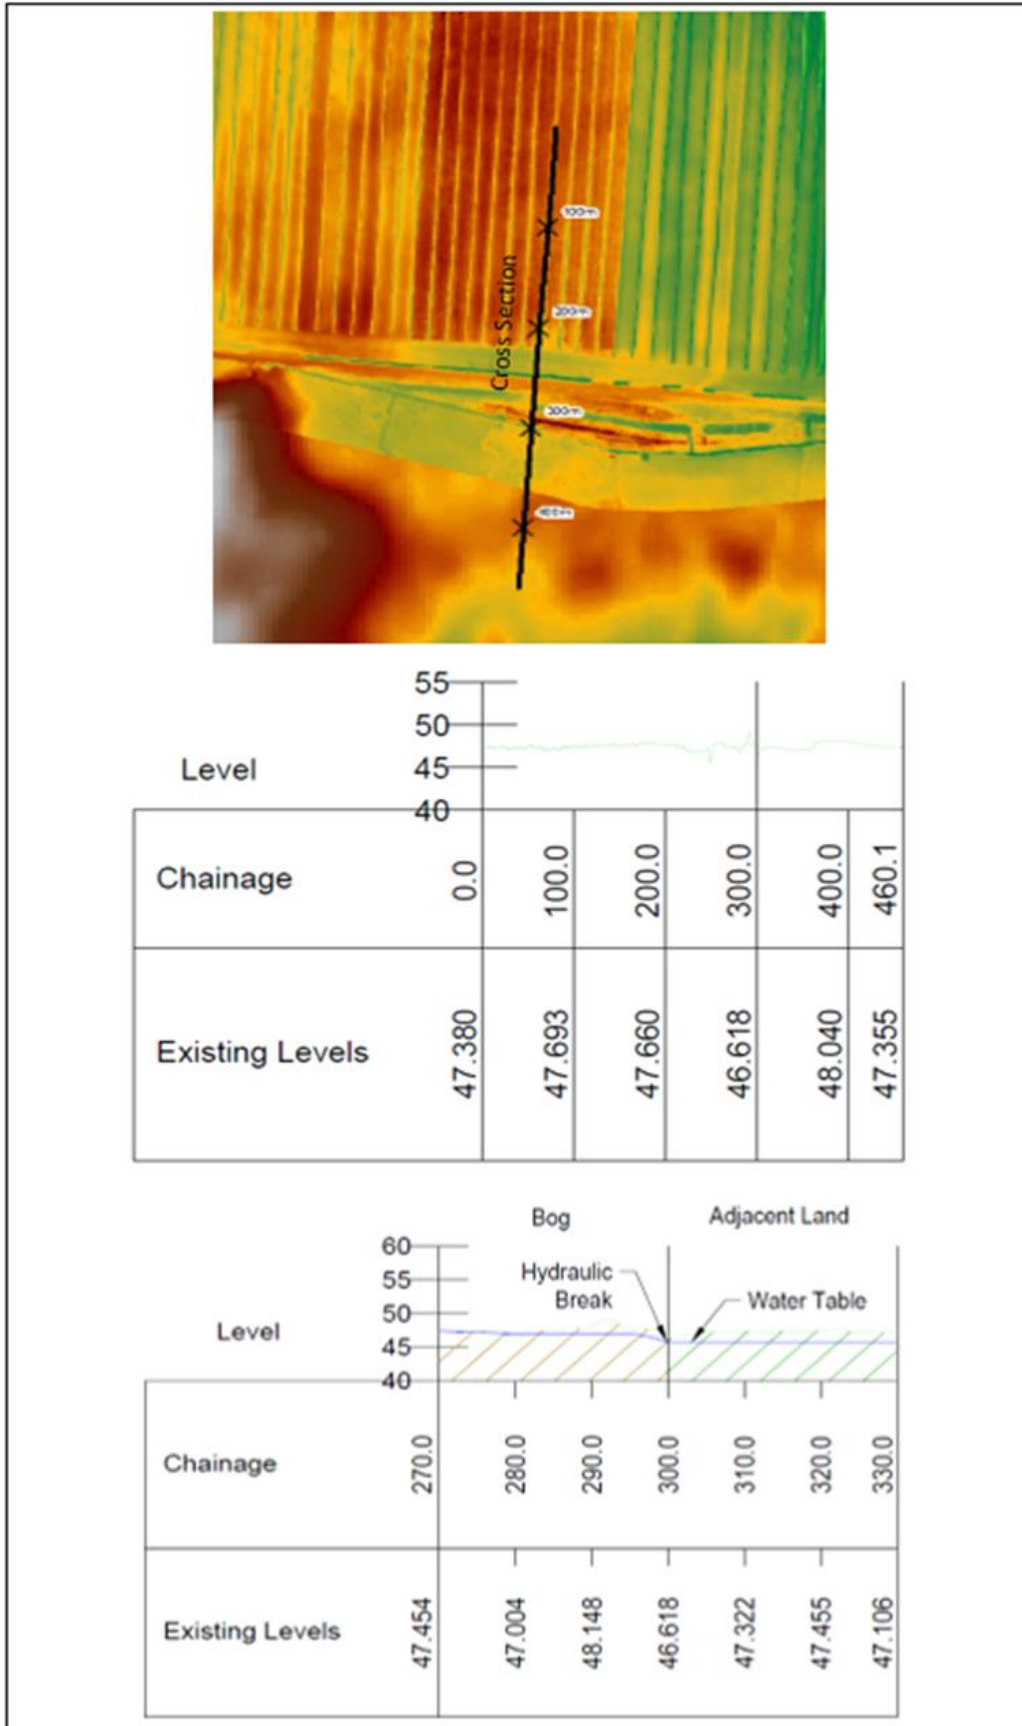 Cross Section
100m
200m
300m
400m
55
50
45
40
Level
Chainage
0.0
100.0
200.0
300.0
400.0
460.1
Existing Levels
47.380
47.693
47.660
46.618
48.040
47.355
Bog
Adjacent Land
60
55
50
45
40
Hydraulic
Break
Water Table
Level
Chainage
270.0
280.0
290.0
300.0
310.0
320.0
330.0
Existing Levels
47.454
47.004
48.148
46.618
47.322
47.455
47.106